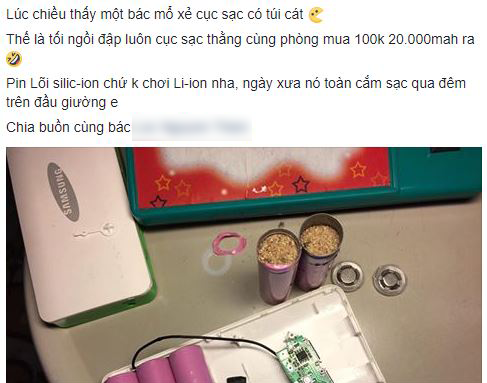 Lúc chiều thấy một bác mổ xẻ cục sạc có túi cát
Thế là tối ngồi đập luôn cục sạc thằng cùng phòng mua 100k 20.000mah ra
Pin Lõi silic-ion chứ k chơi Li-ion nha, ngày xưa nó toàn cắm sạc qua đêm
trên đầu giường e
Chia buồn cùng bác
SAMSUNG